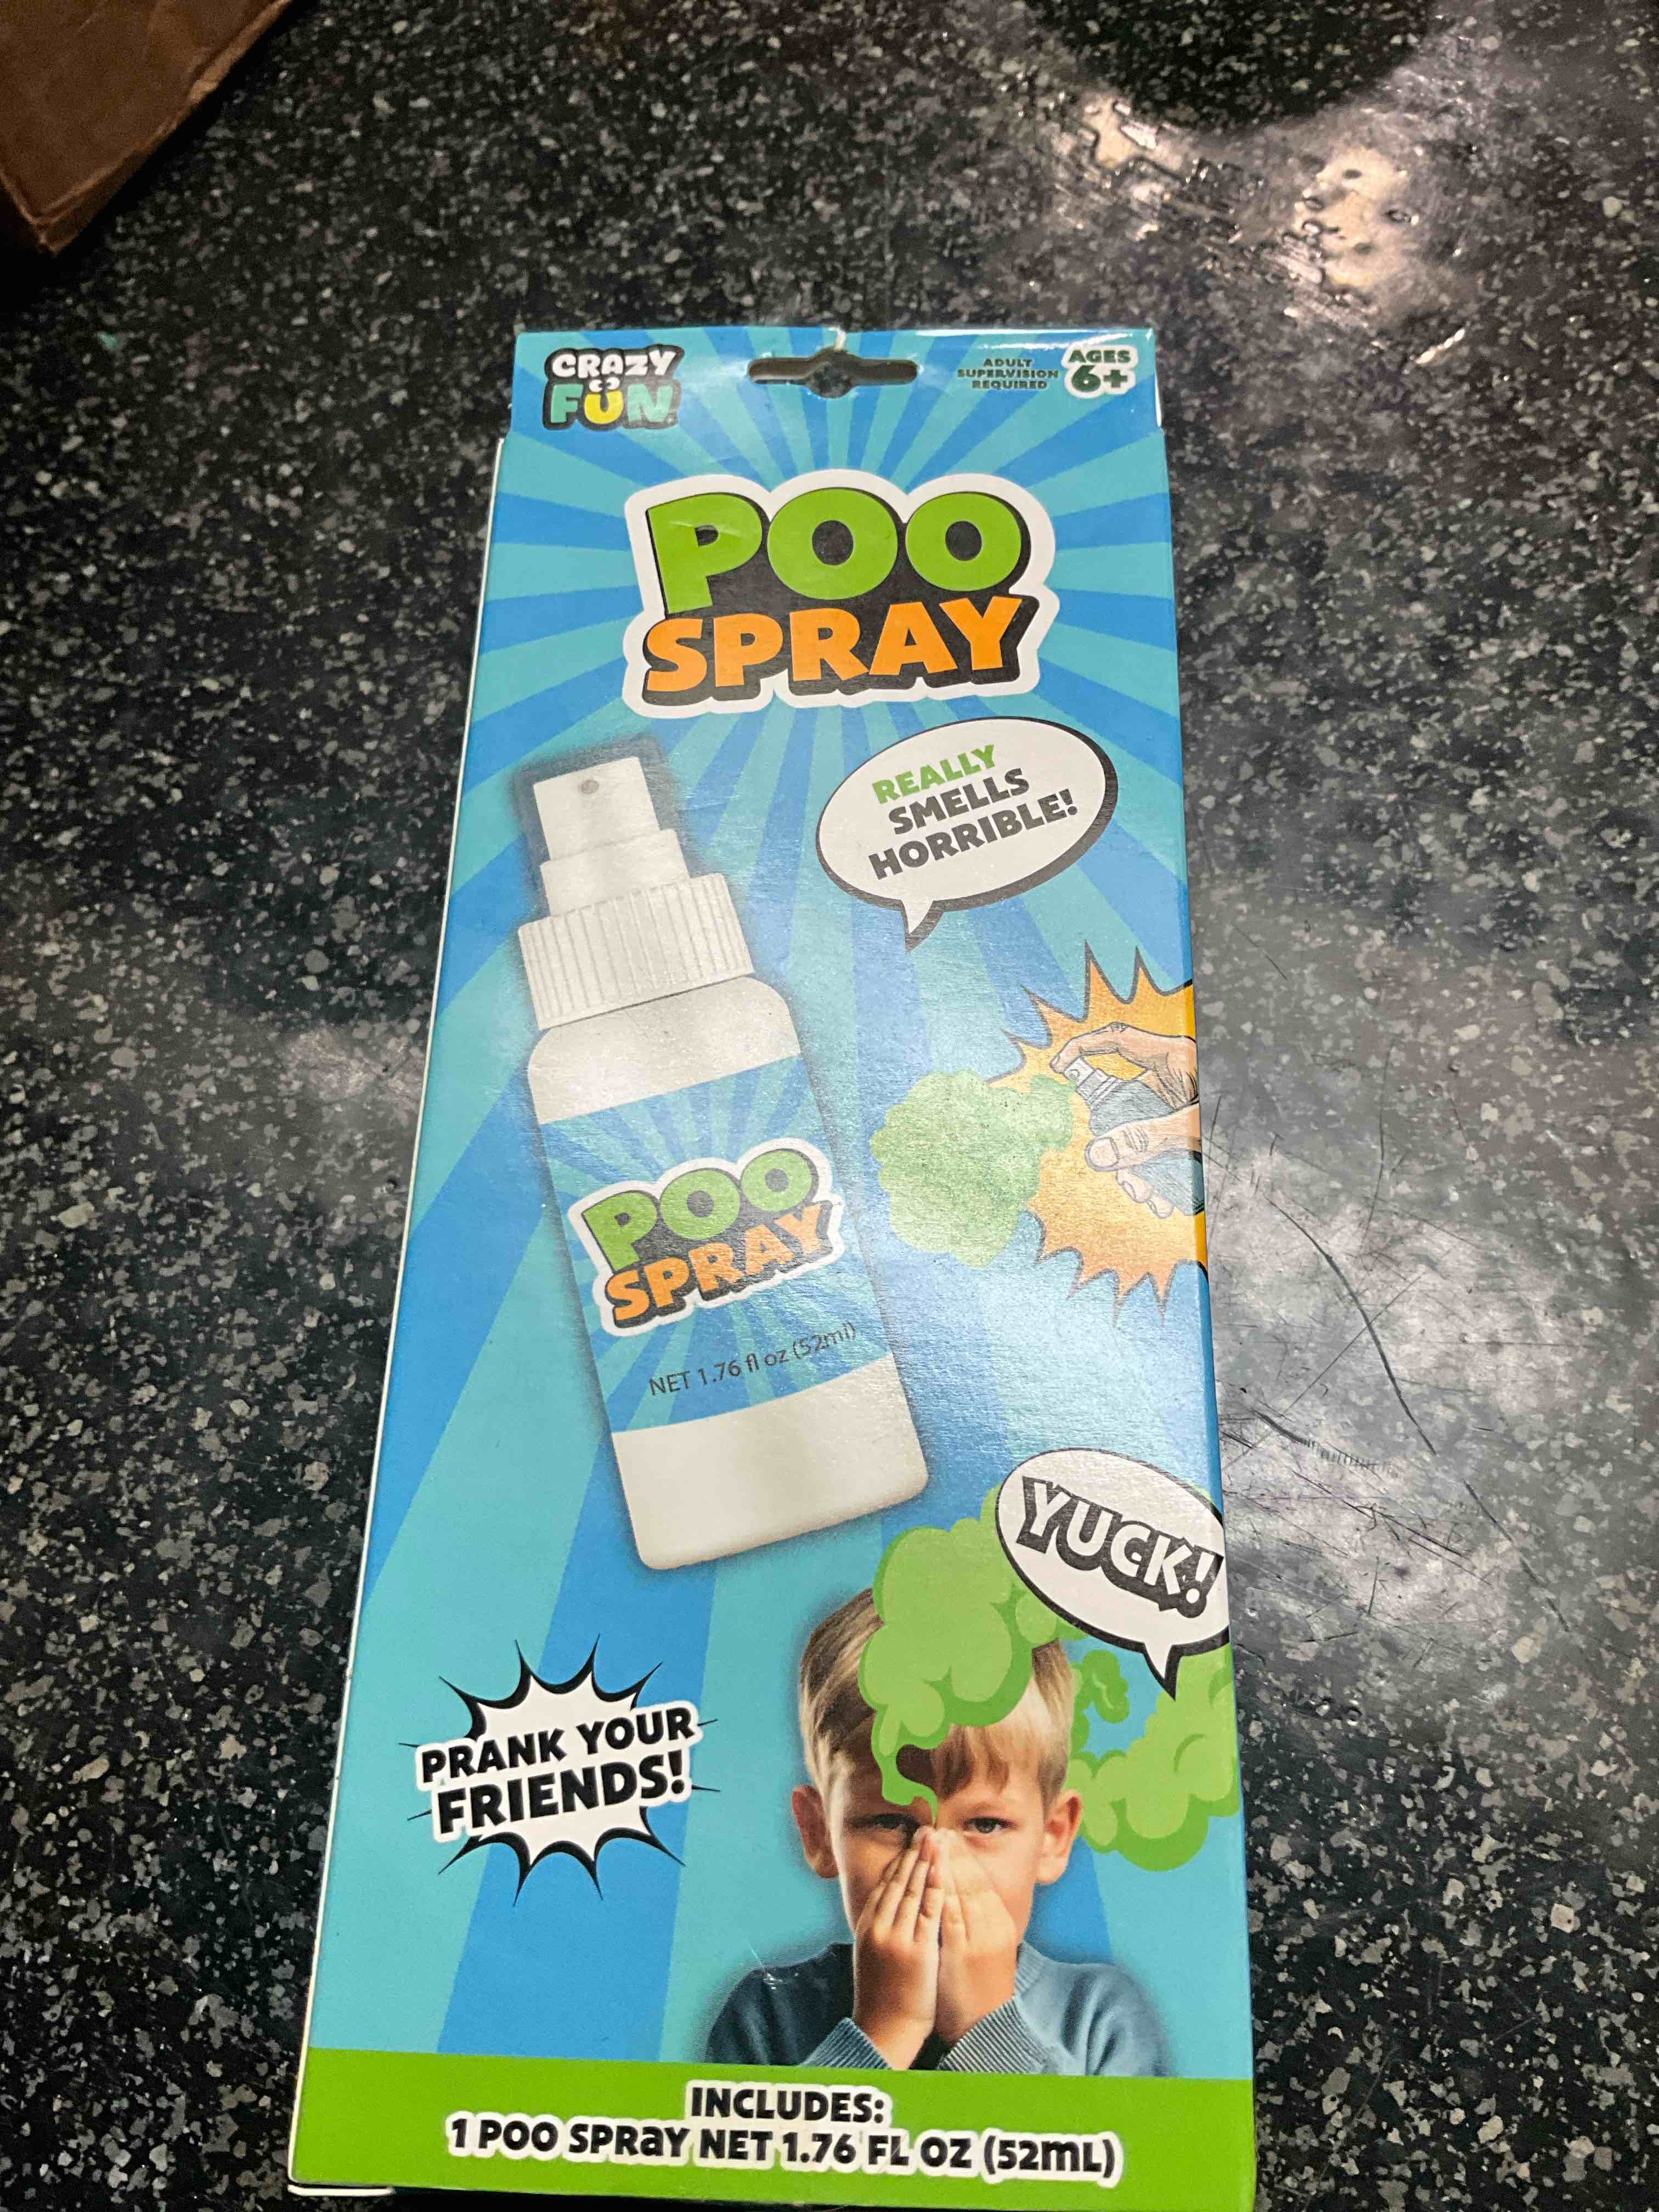 CRAZY
FUN
ADULT
SUPERVISION
REQUIRED
AGES
6+
POO
SPRAY
REALLY
SMELLS
HORRIBLE!
POO
SPRAY
NET 1.76 fl oz (52ml)
YUCK!
PRANK YOUR
FRIENDS!
INCLUDES:
1 POO SPRAY NET 1.76 FL OZ (52mL)